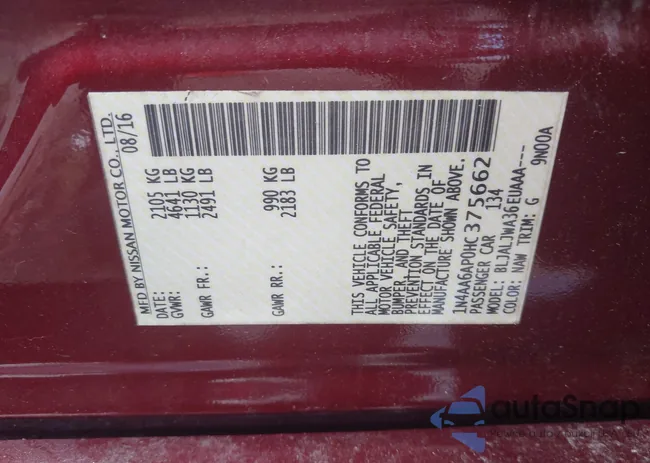 MFD BY NISSAN MOTOR CO., LTD.
DATE: 08/16
GVWR: 2105 KG
4641 LB
GAWR FR.: 1130 KG
2491 LB
GAWR RR.: 990 KG
2183 LB
THIS VEHICLE CONFORMS TO
ALL APPLICABLE FEDERAL
MOTOR VEHICLE SAFETY,
BUMPER, AND THEFT
PREVENTION STANDARDS IN
EFFECT ON THE DATE OF
MANUFACTURE SHOWN ABOVE.
1N4AA6AP0HC375662
PASSENGER CAR 134
MODEL: BLJALJWA36EUAAA---
COLOR: NAW TRIM: G 9N00A
autoSnap